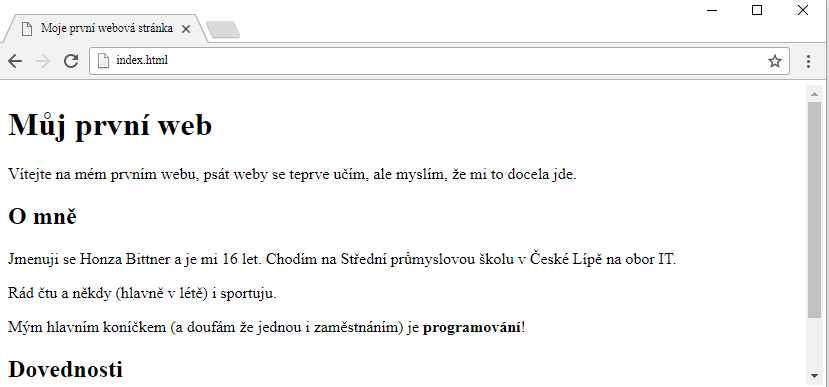 Moje první webová stránka
index.html
Můj první web
Vítejte na mém prvním webu, psát weby se teprve učím, ale myslím, že mi to docela jde.
O mně
Jmenuji se Honza Bittner a je mi 16 let. Chodím na Střední průmyslovou školu v České Lípě na obor IT.
Rád čtu a někdy (hlavně v létě) i sportuju.
Mým hlavním koníčkem (a doufám že jednou i zaměstnáním) je programování!
Dovednosti